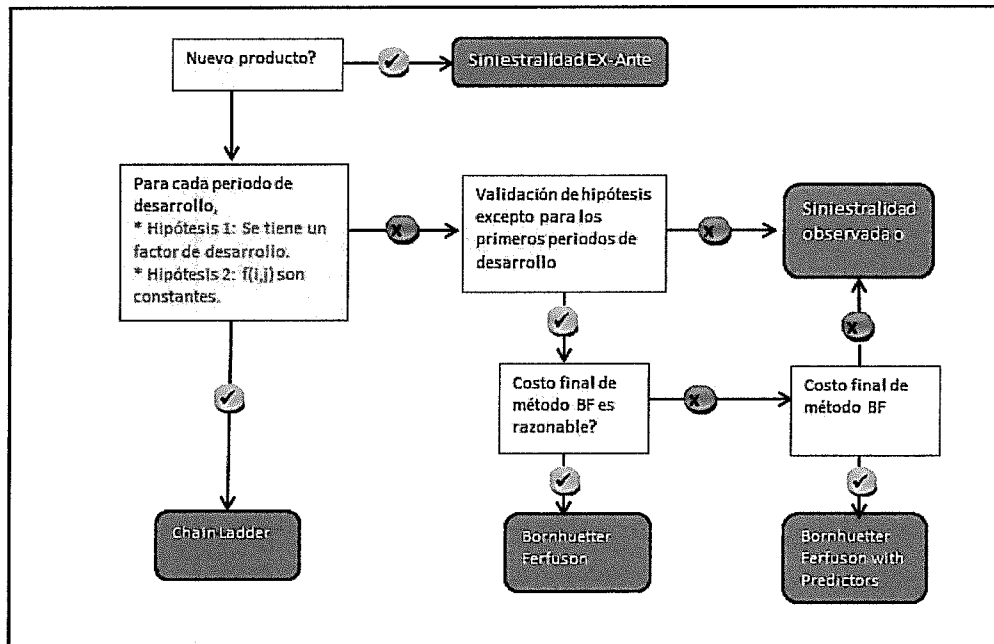 Nuevo producto?
Siniestralidad EX-Ante
Para cada periodo de
desarrollo,
* Hipótesis 1: Se tiene un
factor de desarrollo.
* Hipótesis 2: f(i,j) son
constantes.
Validación de hipótesis
excepto para los
primeros periodos de
desarrollo
Siniestralidad
observada o
Costo final de
método BF es
razonable?
Costo final de
método BF
Chain Ladder
Bornhuetter
Ferfuson
Bornhuetter
Ferfuson with
Predictors